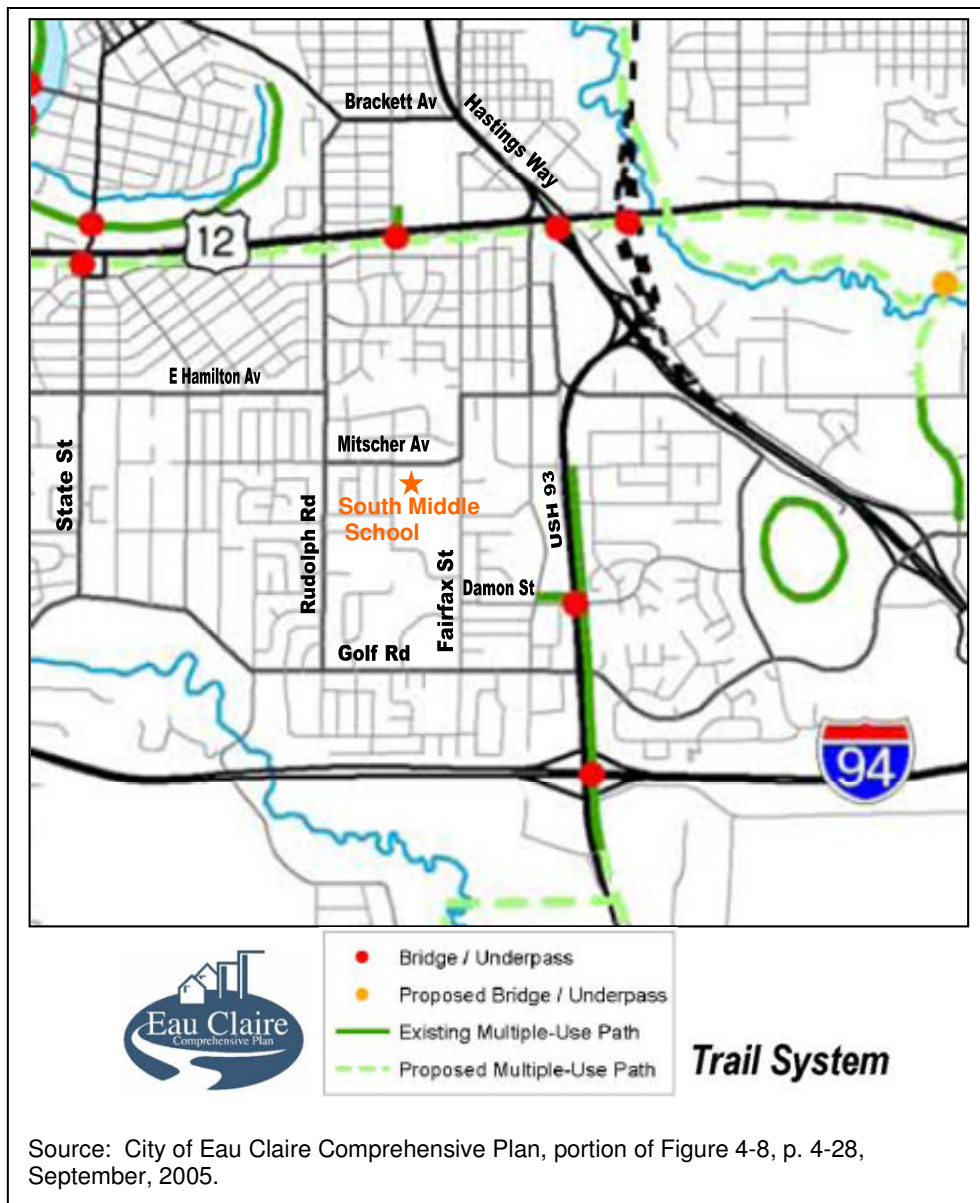 Brackett Av
Hastings Way
12
E Hamilton Av
Mitscher Av
State St
Rudolph Rd
South Middle
School
Fairfax St
USH 93
Damon St
Golf Rd
94
Eau Claire
Comprehensive Plan
Bridge / Underpass
Proposed Bridge / Underpass
Existing Multiple-Use Path
Proposed Multiple-Use Path
Trail System
Source:  City of Eau Claire Comprehensive Plan, portion of Figure 4-8, p. 4-28,
September, 2005.